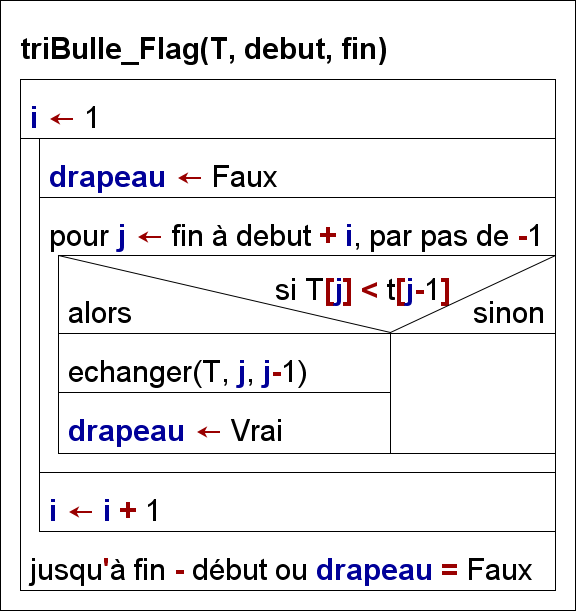 triBulle_Flag(T, debut, fin)
i ← 1
drapeau ← Faux
pour j ← fin à debut + i, par pas de -1
si T[j] < t[j-1]
alors
sinon
echanger(T, j, j-1)
drapeau ← Vrai
i ← i + 1
jusqu'à fin - début ou drapeau = Faux